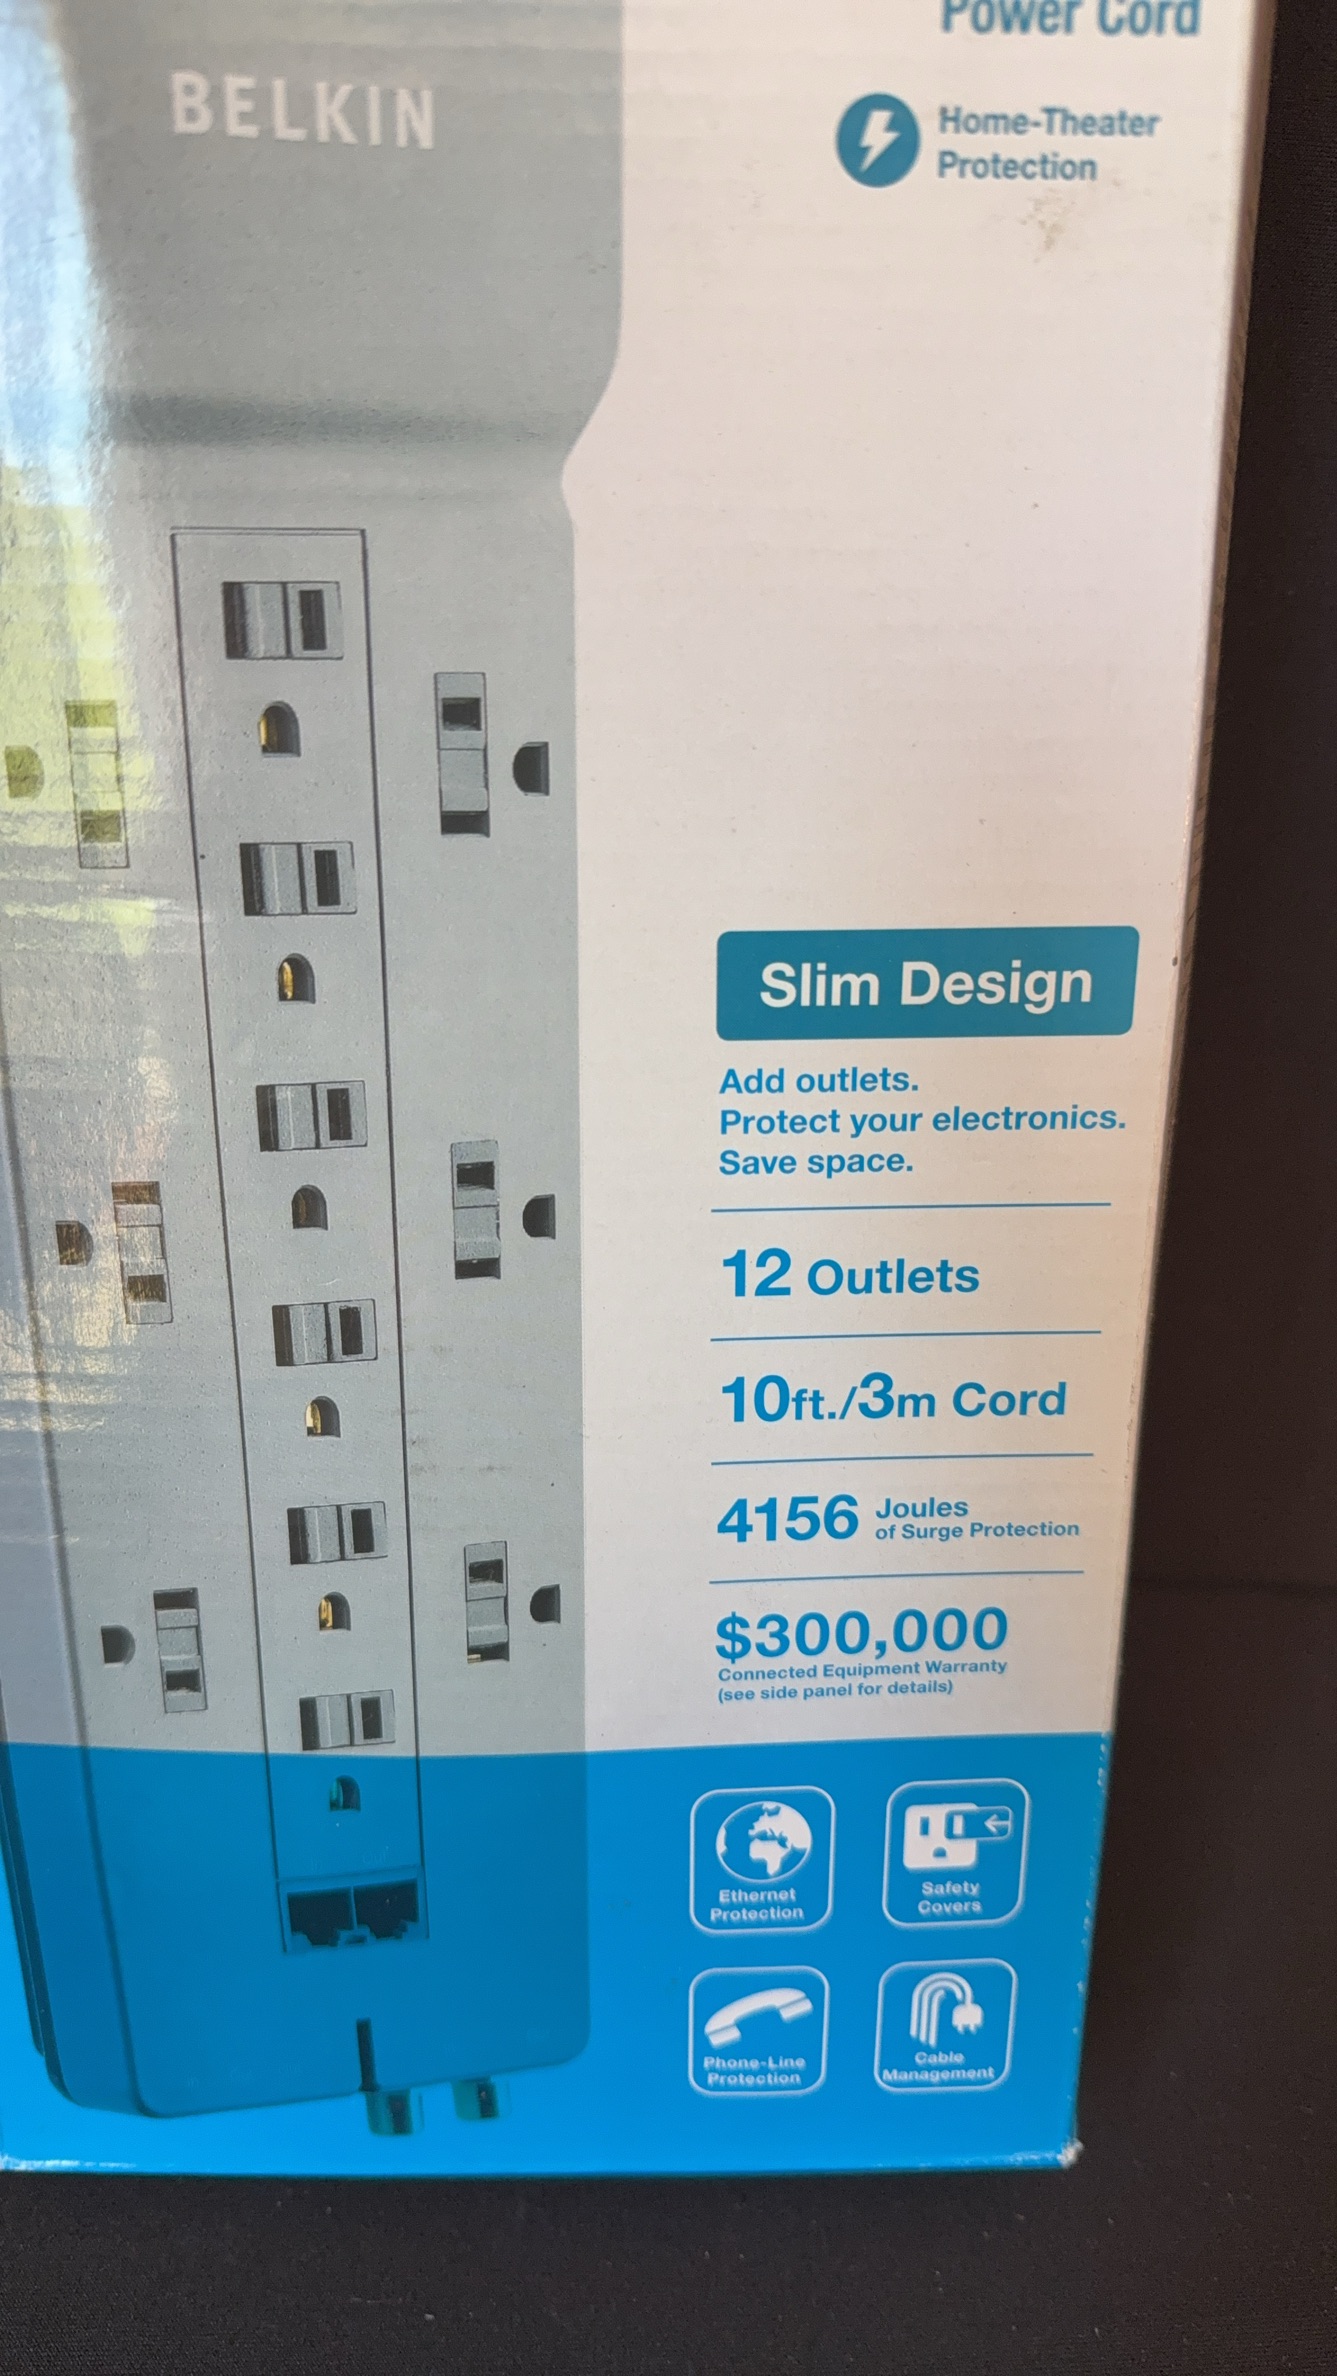 Power Cord
BELKIN
Home-Theater
Protection
Slim Design
Add outlets.
Protect your electronics.
Save space.
12 Outlets
10ft./3m Cord
4156 Joules
of Surge Protection
$300,000
Connected Equipment Warranty
(see side panel for details)
Ethernet
Protection
Safety
Covers
Phone-Line
Protection
Cable
Management